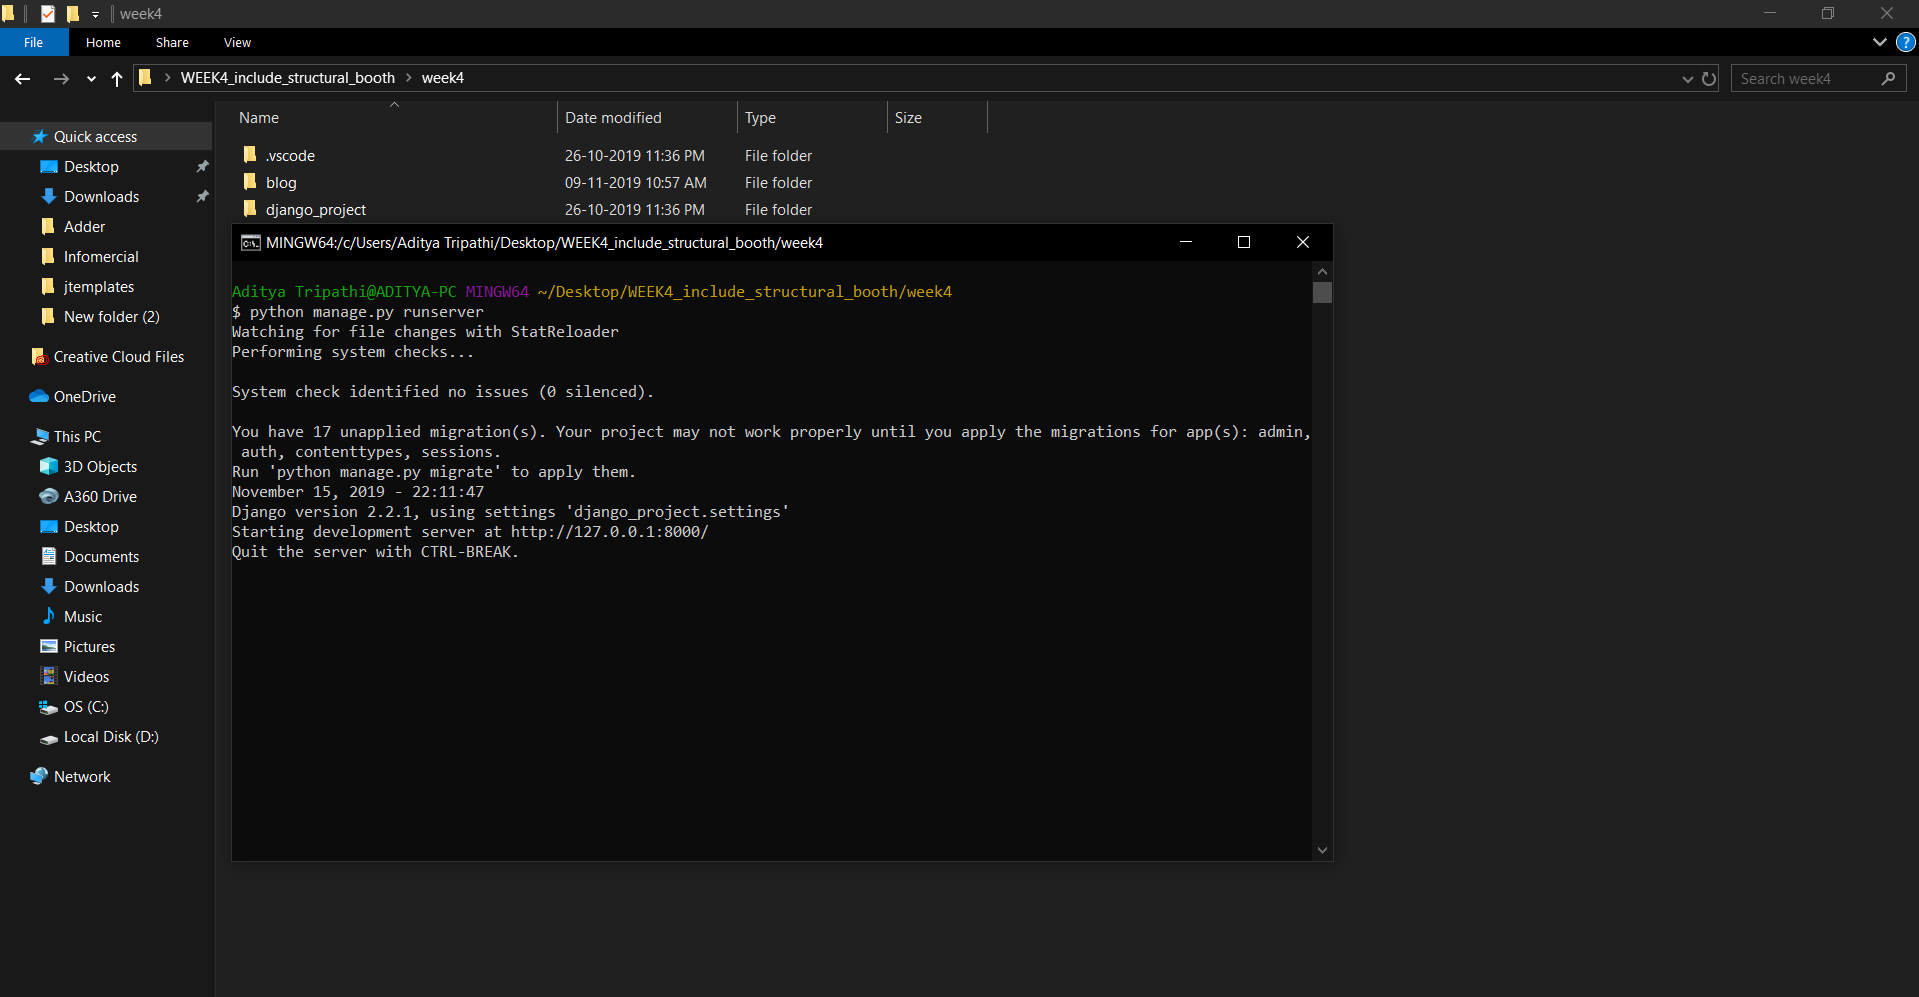 week4
File Home Share View
WEEK4_include_structural_booth week4
Search week4
Name Date modified Type Size
.vscode 26-10-2019 11:36 PM File folder
blog 09-11-2019 10:57 AM File folder
django_project 26-10-2019 11:36 PM File folder
Quick access
Desktop
Downloads
Adder
Infomercial
jtemplates
New folder (2)
Creative Cloud Files
OneDrive
This PC
3D Objects
A360 Drive
Desktop
Documents
Downloads
Music
Pictures
Videos
OS (C:)
Local Disk (D:)
Network
MINGW64:/c/Users/Aditya Tripathi/Desktop/WEEK4_include_structural_booth/week4
Aditya Tripathi@ADITYA-PC MINGW64 ~/Desktop/WEEK4_include_structural_booth/week4
$ python manage.py runserver
Watching for file changes with StatReloader
Performing system checks...
System check identified no issues (0 silenced).
You have 17 unapplied migration(s). Your project may not work properly until you apply the migrations for app(s): admin,
auth, contenttypes, sessions.
Run 'python manage.py migrate' to apply them.
November 15, 2019 - 22:11:47
Django version 2.2.1, using settings 'django_project.settings'
Starting development server at http://127.0.0.1:8000/
Quit the server with CTRL-BREAK.